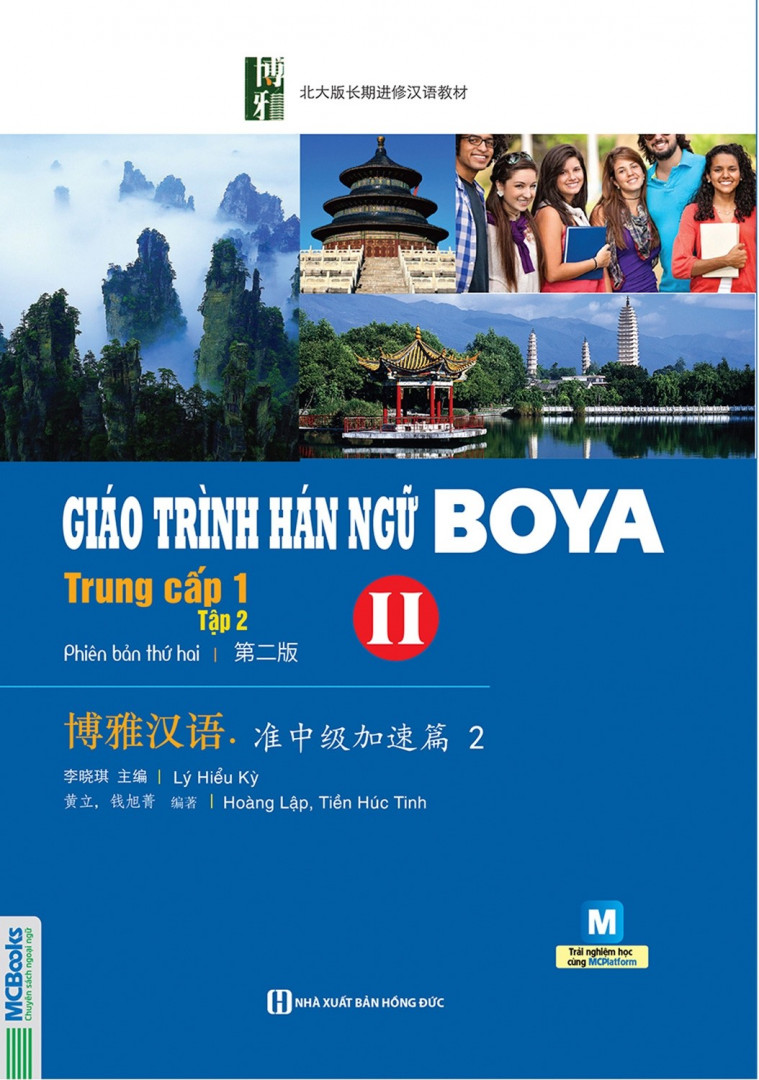 博雅
北大版长期进修汉语教材
GIÁO TRÌNH HÁN NGỮ BOYA
Trung cấp 1
Tập 2
II
Phiên bản thứ hai | 第二版
博雅汉语. 准中级加速篇 2
李晓琪 主编 | Lý Hiểu Kỳ
黄立，钱旭菁 编著 | Hoàng Lập, Tiền Húc Tinh
M
Trải nghiệm học
cùng MCPlatform
MCBooks
Chuyên sách ngoại ngữ
NHÀ XUẤT BẢN HỒNG ĐỨC